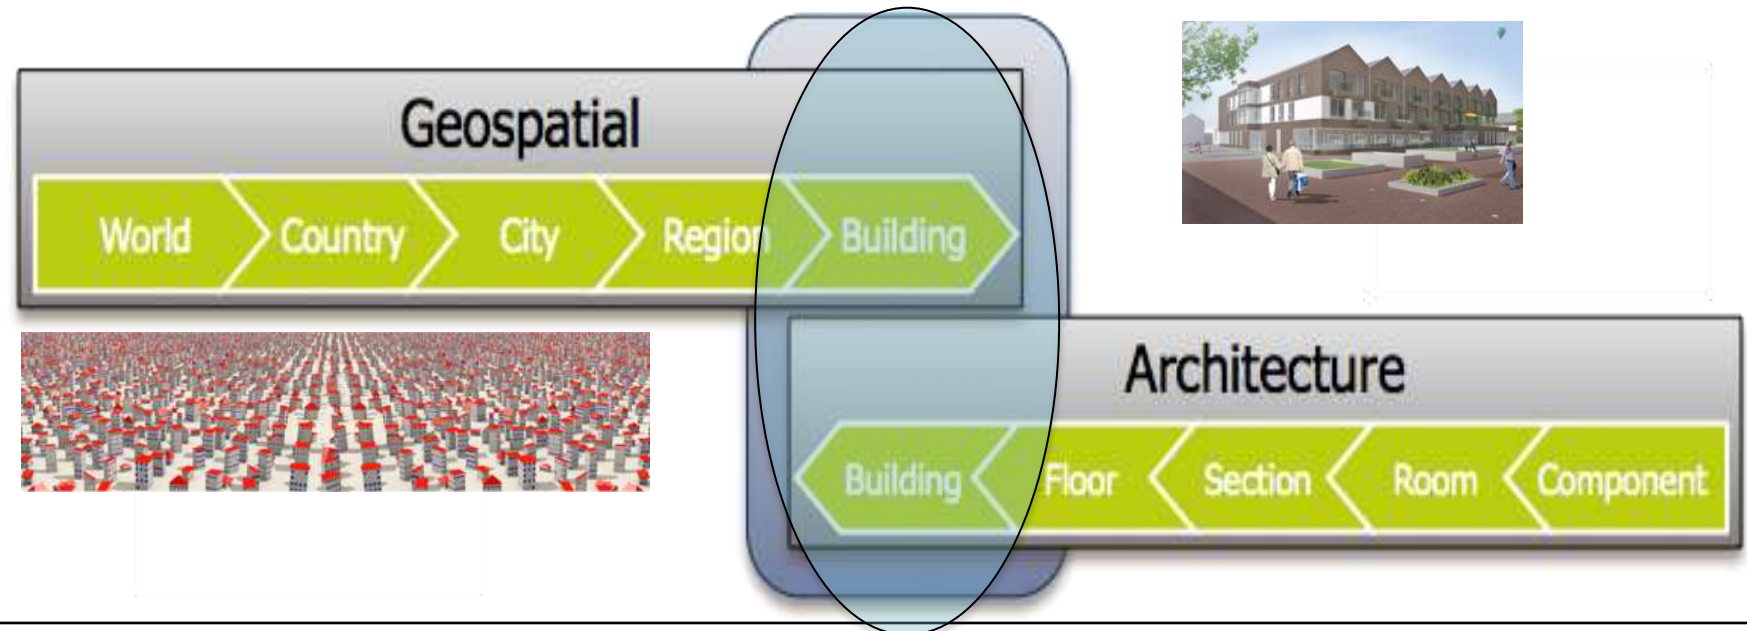 Geospatial
World Country City Region Building
Architecture
Building Floor Section Room Component